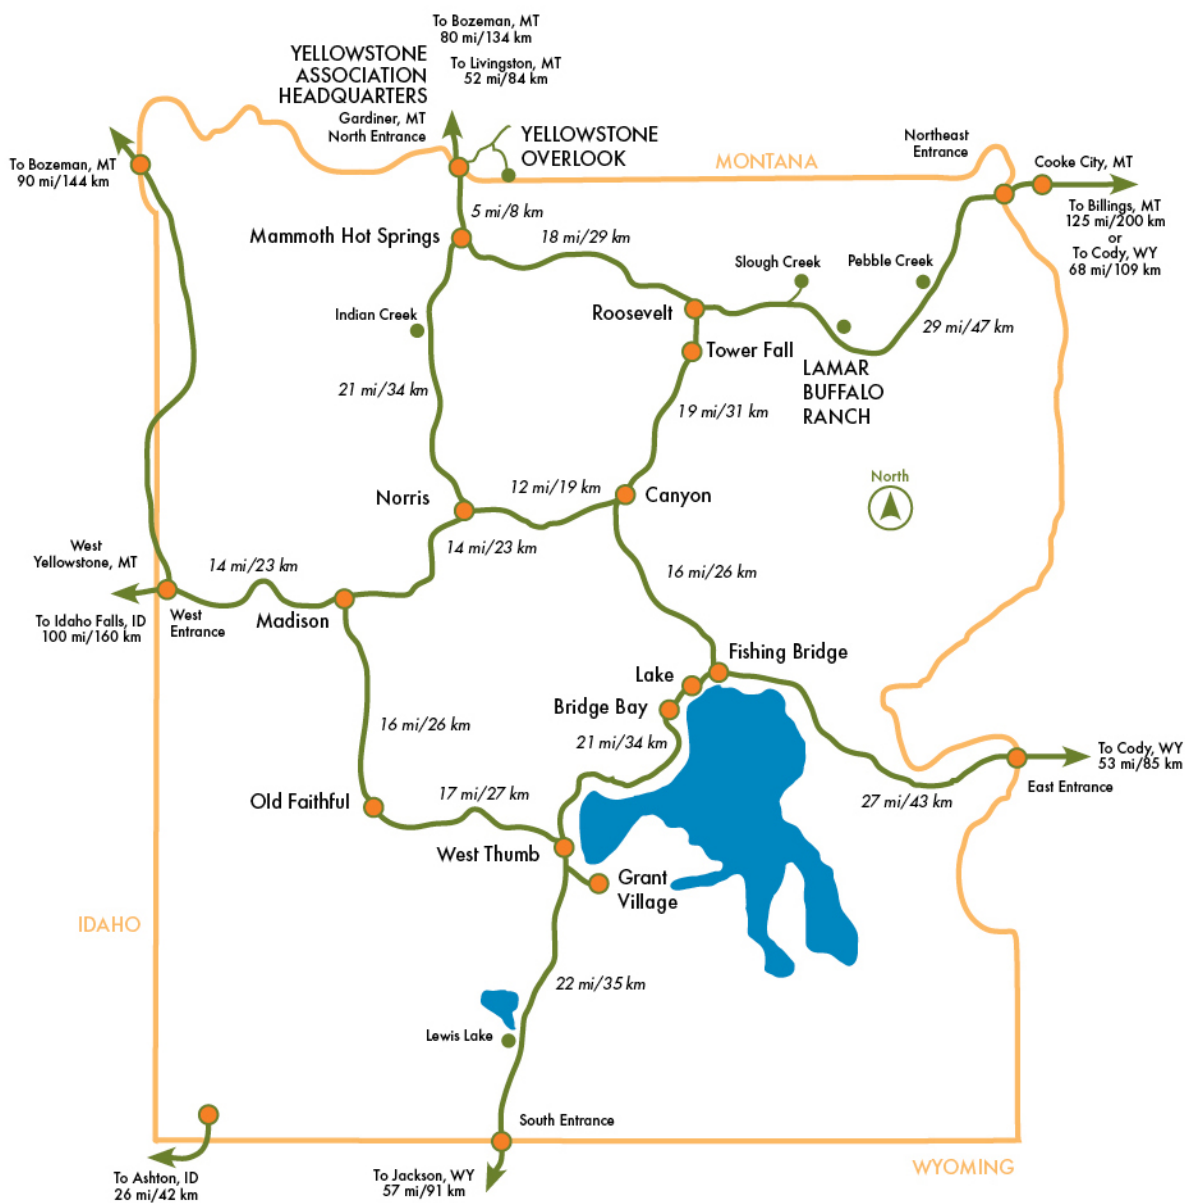 To Bozeman, MT
80 mi/134 km
To Livingston, MT
52 mi/84 km
YELLOWSTONE
ASSOCIATION
HEADQUARTERS
Gardiner, MT
North Entrance
YELLOWSTONE
OVERLOOK
MONTANA
Northeast
Entrance
Cooke City, MT
To Billings, MT
125 mi/200 km
or
To Cody, WY
68 mi/109 km
To Bozeman, MT
90 mi/144 km
5 mi/8 km
Mammoth Hot Springs
18 mi/29 km
Slough Creek
Pebble Creek
Indian Creek
Roosevelt
29 mi/47 km
Tower Fall
LAMAR
BUFFALO
RANCH
21 mi/34 km
19 mi/31 km
North
Norris
12 mi/19 km
Canyon
14 mi/23 km
West
Yellowstone, MT
14 mi/23 km
16 mi/26 km
To Idaho Falls, ID
100 mi/160 km
West
Entrance
Madison
Fishing Bridge
Lake
Bridge Bay
16 mi/26 km
21 mi/34 km
To Cody, WY
53 mi/85 km
East Entrance
27 mi/43 km
Old Faithful
17 mi/27 km
West Thumb
Grant
Village
IDAHO
22 mi/35 km
Lewis Lake
South Entrance
To Ashton, ID
26 mi/42 km
To Jackson, WY
57 mi/91 km
WYOMING